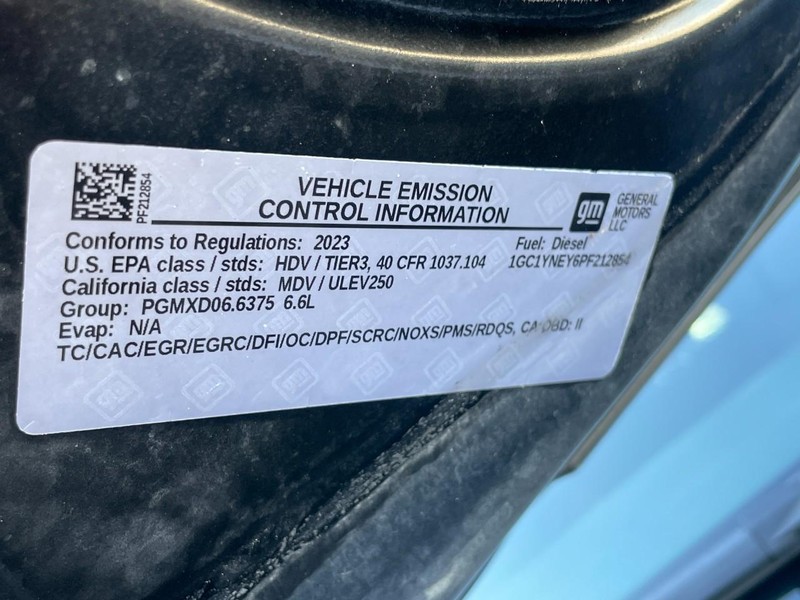 PF212854
VEHICLE EMISSION
CONTROL INFORMATION
gm
GENERAL
MOTORS
LLC
Conforms to Regulations: 2023
Fuel: Diesel
U.S. EPA class / stds: HDV / TIER3, 40 CFR 1037.104
1GC1YNEY6PF212854
California class / stds: MDV / ULEV250
Group: PGMXD06.6375 6.6L
Evap: N/A
TC/CAC/EGR/EGRC/DFI/OC/DPF/SCRC/NOXS/PMS/RDQS, CA OBD: II